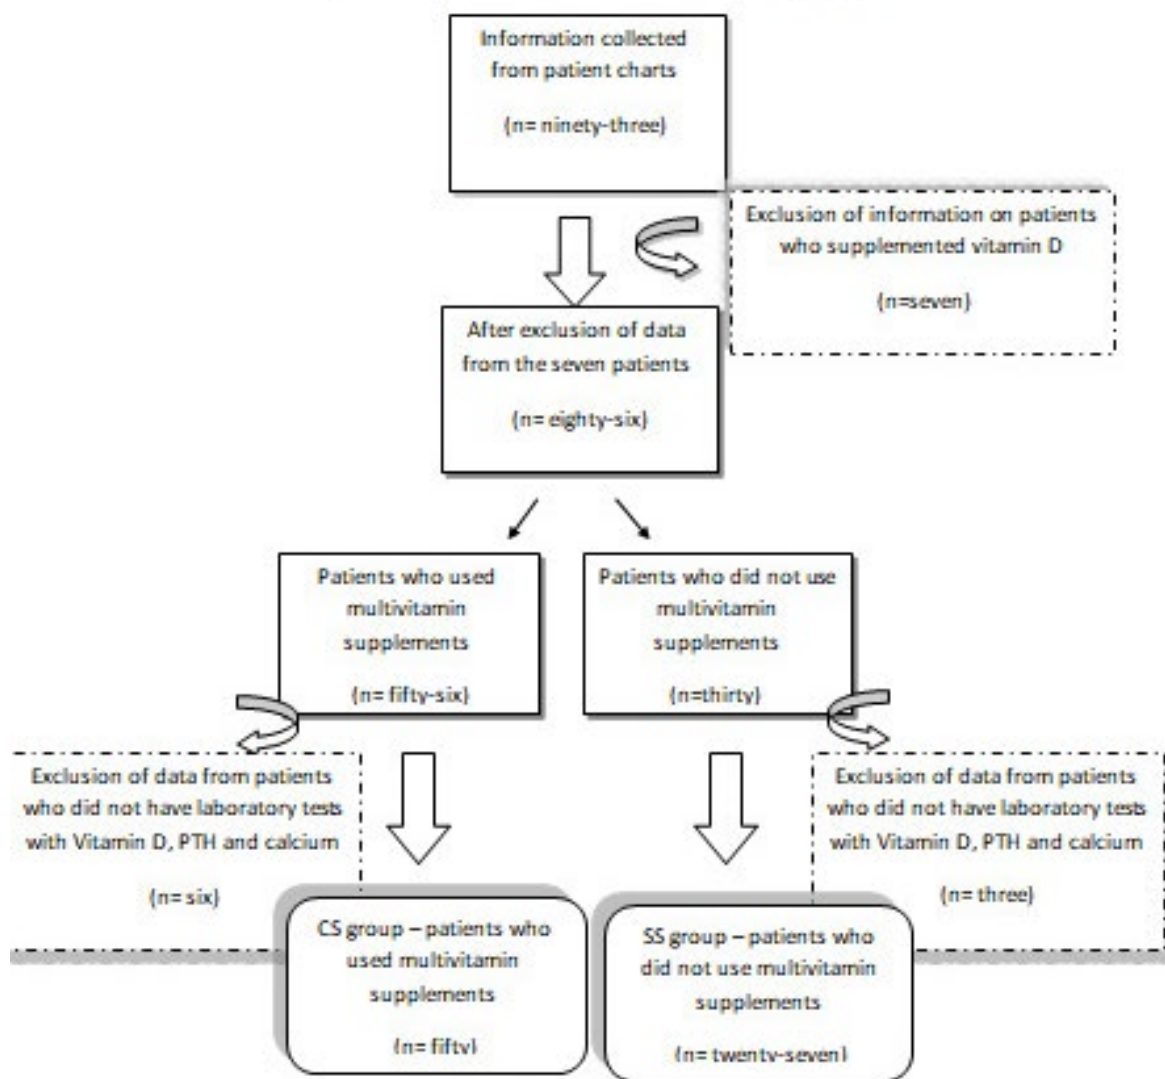 Information collected
from patient charts
(n= ninety-three)
Exclusion of information on patients
who supplemented vitamin D
(n=seven)
After exclusion of data
from the seven patients
(n= eighty-six)
Patients who used
multivitamin
supplements
(n= fifty-six)
Patients who did not use
multivitamin
supplements
(n=thirty)
Exclusion of data from patients
who did not have laboratory tests
with Vitamin D, PTH and calcium
(n= six)
Exclusion of data from patients
who did not have laboratory tests
with Vitamin D, PTH and calcium
(n= three)
CS group – patients who
used multivitamin
supplements
(n= fifty)
SS group – patients who
did not use multivitamin
supplements
(n= twenty-seven)